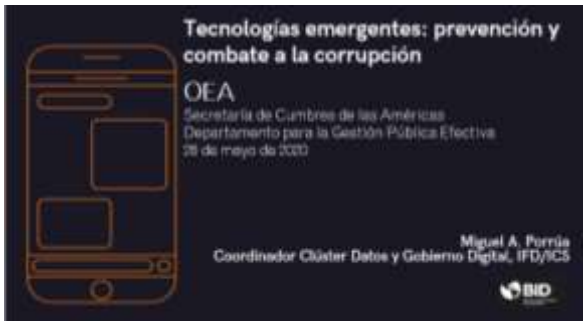 Tecnologías emergentes: prevención y
combate a la corrupción
OEA
Secretaría de Cumbres de las Américas
Departamento para la Gestión Pública Efectiva
28 de mayo de 2020
Miguel A. Porrúa
Coordinador Clúster Datos y Gobierno Digital, IFD/ICS
BID